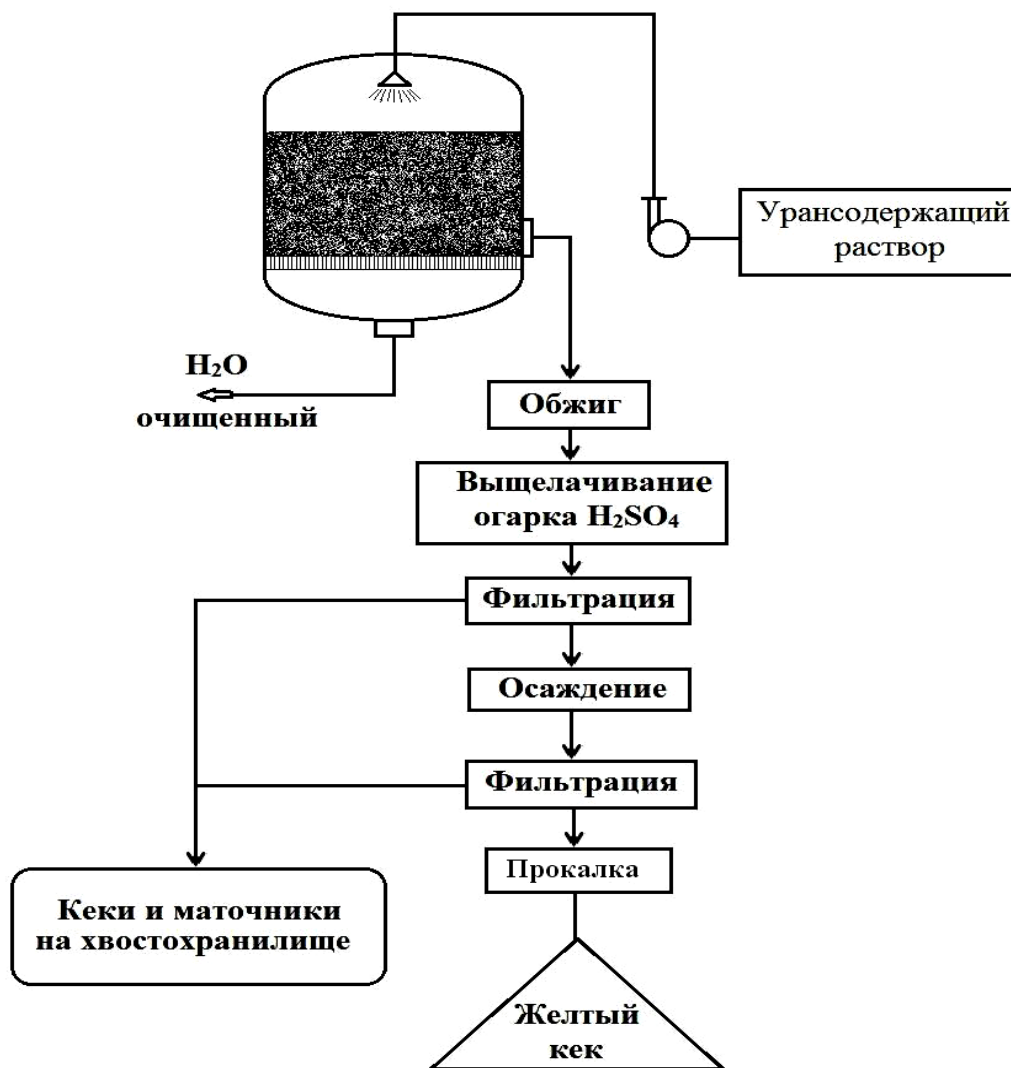 Урансодержащий
раствор
H₂O
очищенный
Обжиг
Выщелачивание
огарка H₂SO₄
Фильтрация
Осаждение
Фильтрация
Прокалка
Кеки и маточники
на хвостохранилище
Желтый
кек